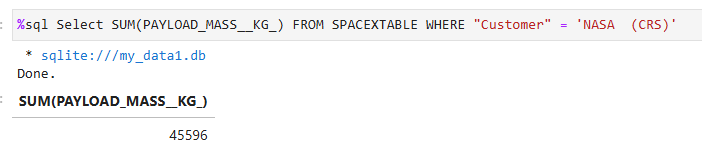 %sql Select SUM(PAYLOAD_MASS__KG_) FROM SPACEXTABLE WHERE "Customer" = 'NASA  (CRS)'
* sqlite:///my_data1.db
Done.
SUM(PAYLOAD_MASS__KG_)
45596